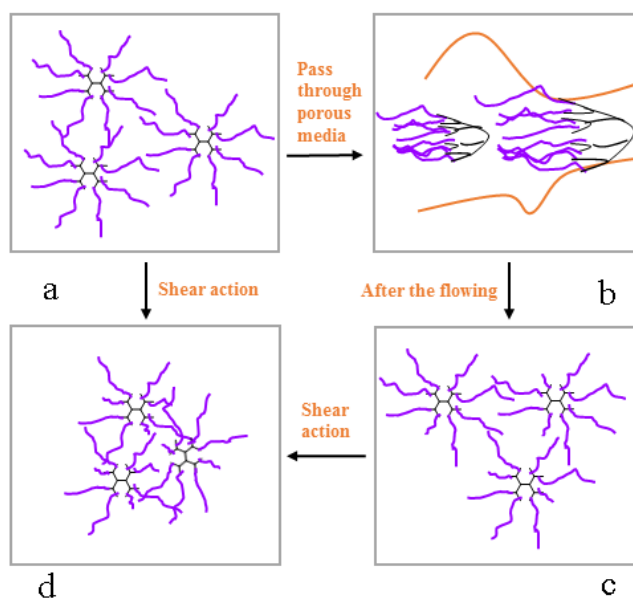 Pass
through
porous
media
a
Shear action
After the flowing
b
Shear
action
d
c